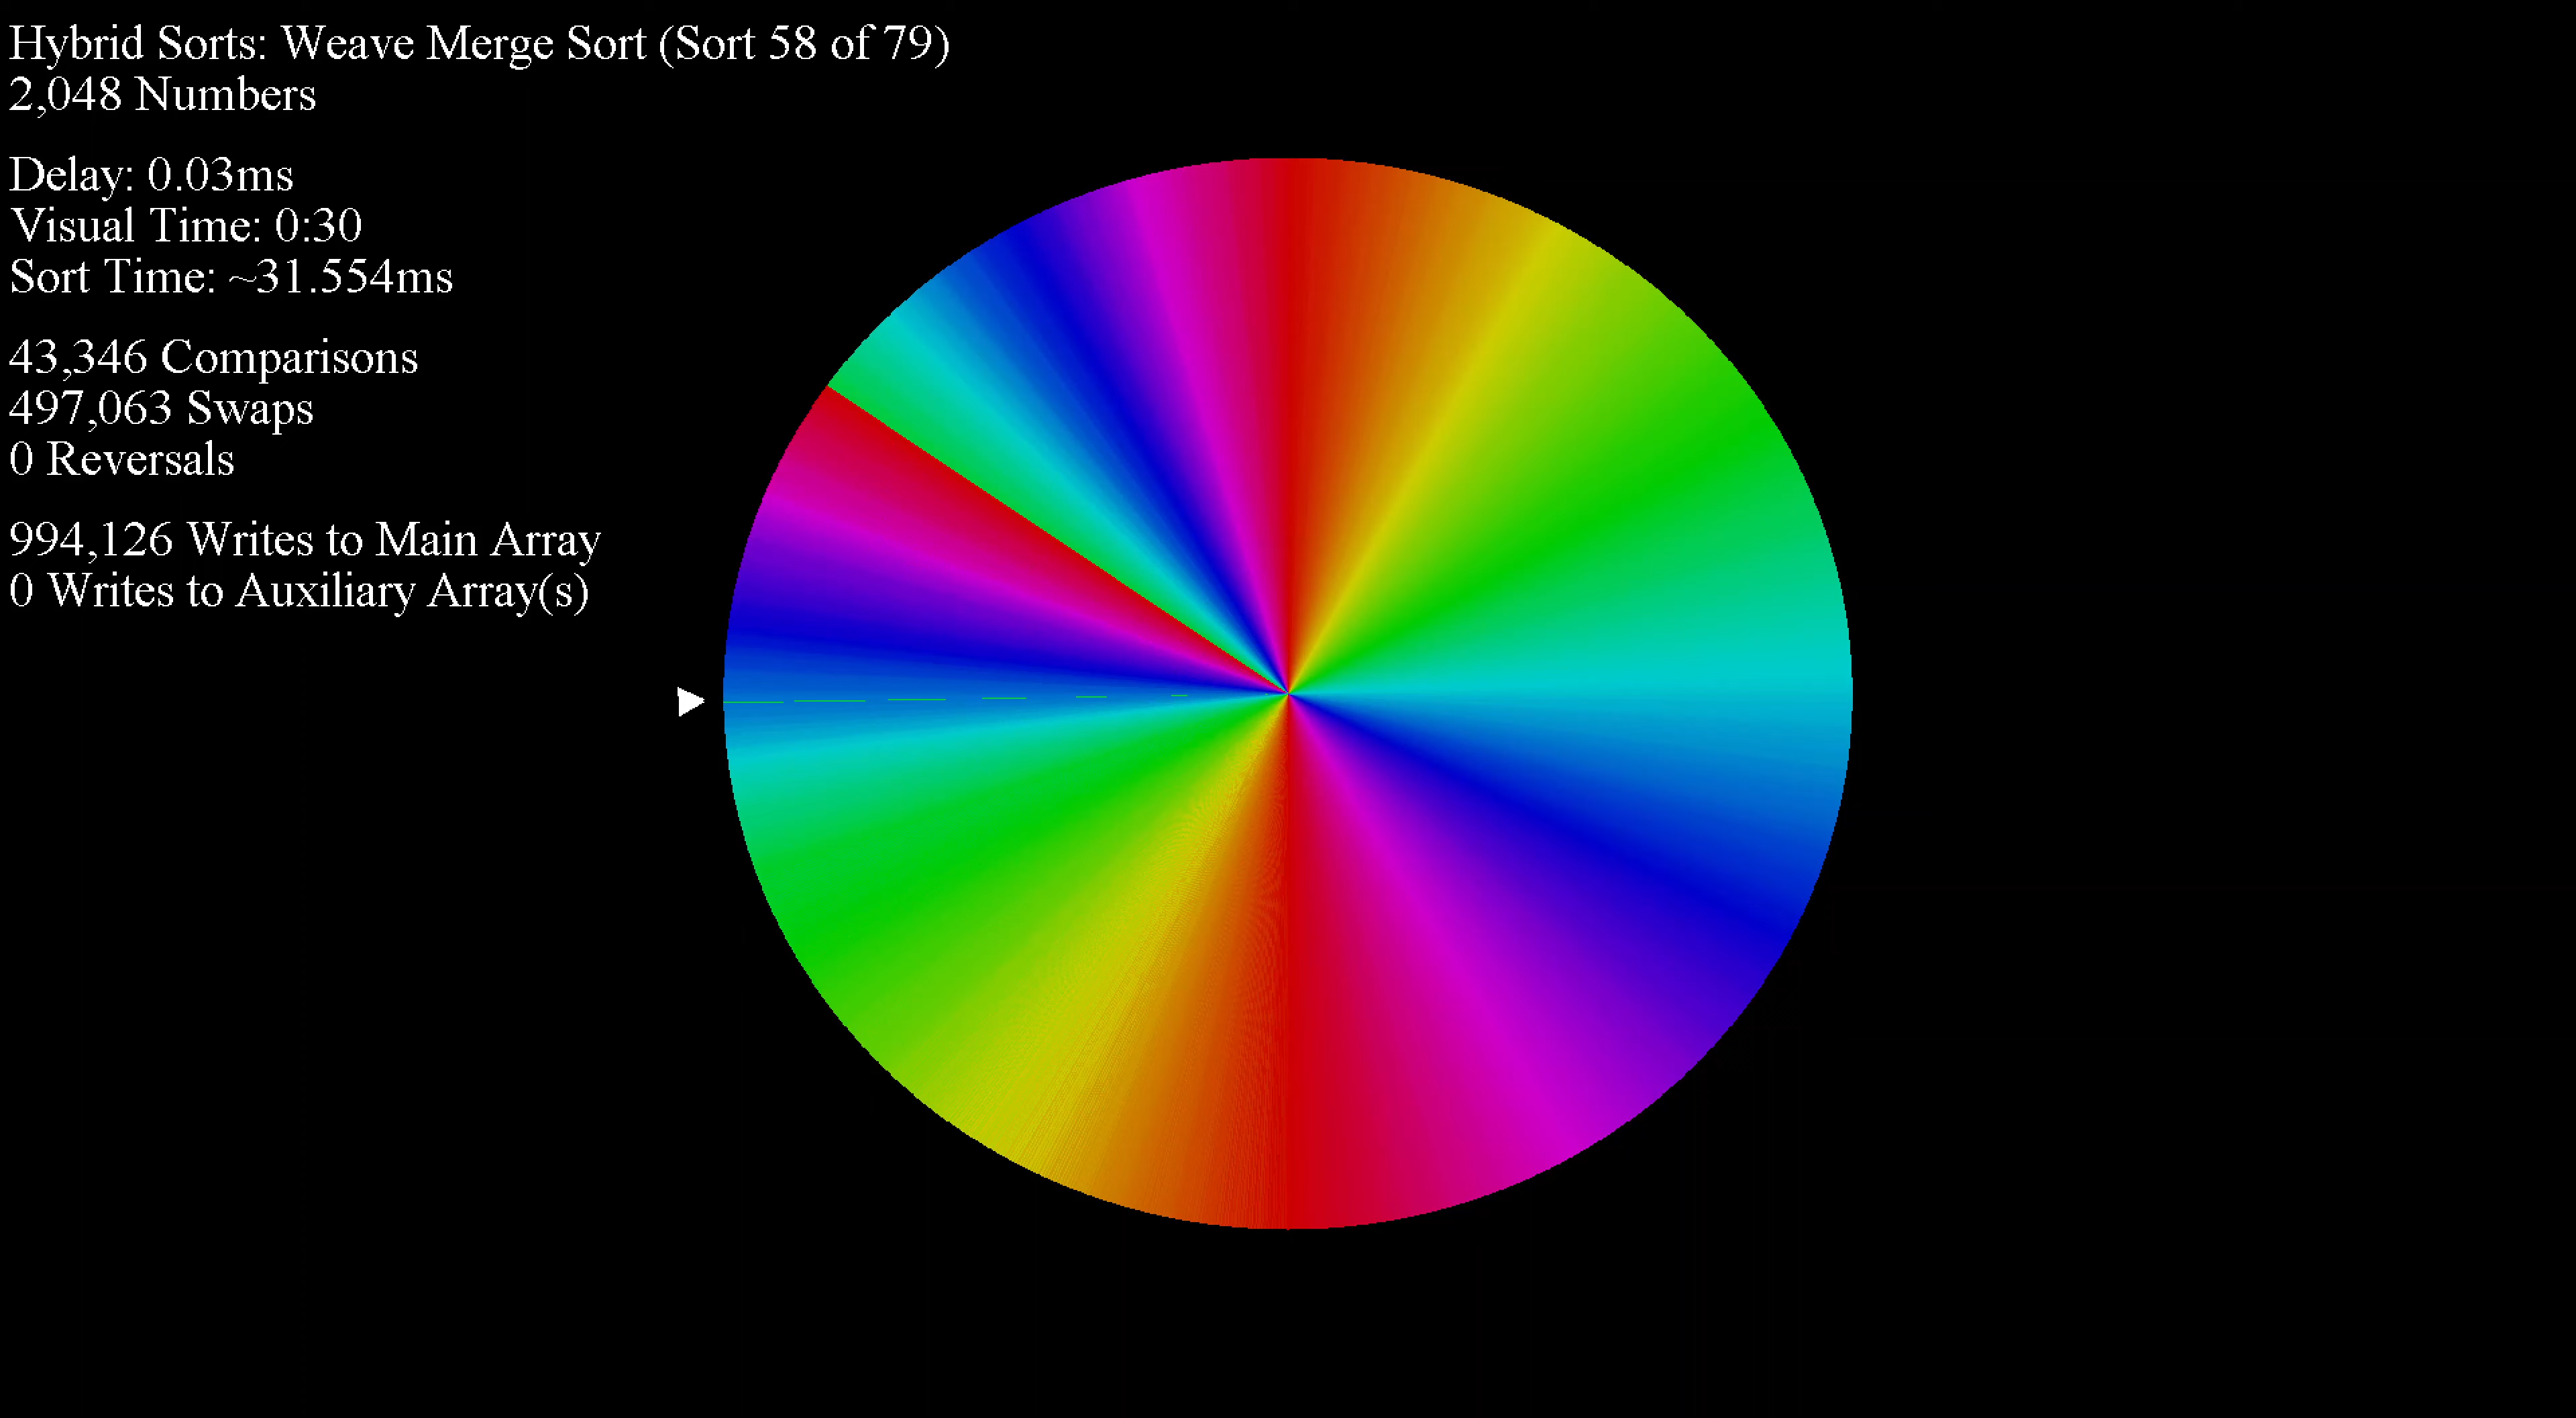 Hybrid Sorts: Weave Merge Sort (Sort 58 of 79)
2,048 Numbers
Delay: 0.03ms
Visual Time: 0:30
Sort Time: ~31.554ms
43,346 Comparisons
497,063 Swaps
0 Reversals
994,126 Writes to Main Array
0 Writes to Auxiliary Array(s)